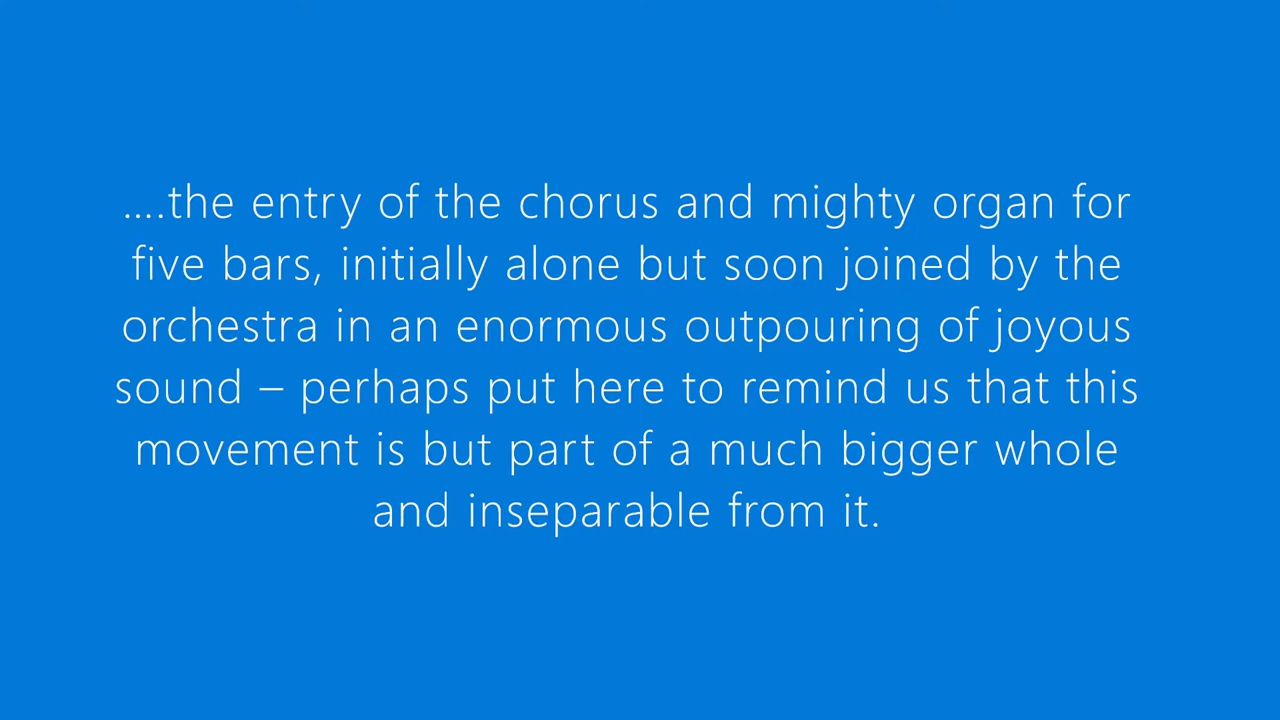 ....the entry of the chorus and mighty organ for
five bars, initially alone but soon joined by the
orchestra in an enormous outpouring of joyous
sound – perhaps put here to remind us that this
movement is but part of a much bigger whole
and inseparable from it.